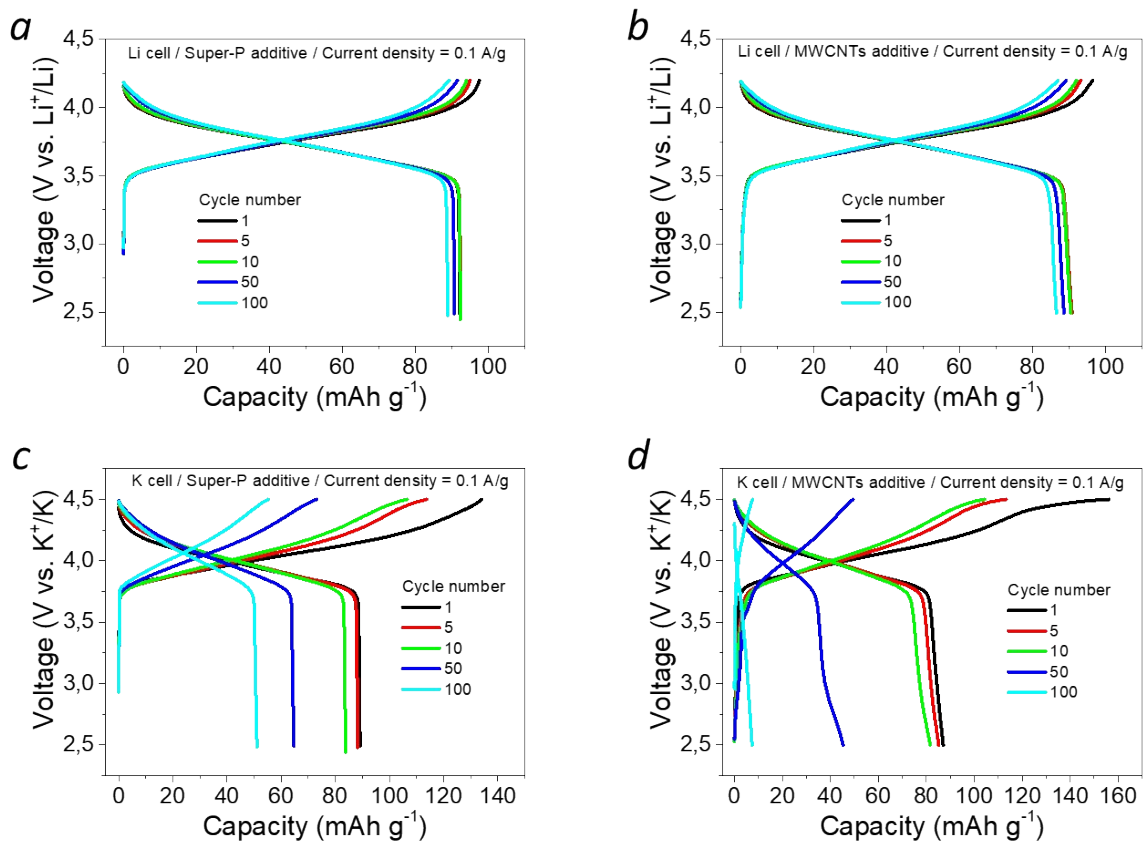 a
Li cell / Super-P additive / Current density = 0.1 A/g
4,5
4,0
3,5
3,0
2,5
Voltage (V vs. Li⁺/Li)
Cycle number
1
5
10
50
100
0 20 40 60 80 100
Capacity (mAh g⁻¹)
b
Li cell / MWCNTs additive / Current density = 0.1 A/g
4,5
4,0
3,5
3,0
2,5
Voltage (V vs. Li⁺/Li)
Cycle number
1
5
10
50
100
0 20 40 60 80 100
Capacity (mAh g⁻¹)
c
K cell / Super-P additive / Current density = 0.1 A/g
4,5
4,0
3,5
3,0
2,5
Voltage (V vs. K⁺/K)
Cycle number
1
5
10
50
100
0 20 40 60 80 100 120 140
Capacity (mAh g⁻¹)
d
K cell / MWCNTs additive / Current density = 0.1 A/g
4,5
4,0
3,5
3,0
2,5
Voltage (V vs. K⁺/K)
Cycle number
1
5
10
50
100
0 20 40 60 80 100 120 140 160
Capacity (mAh g⁻¹)